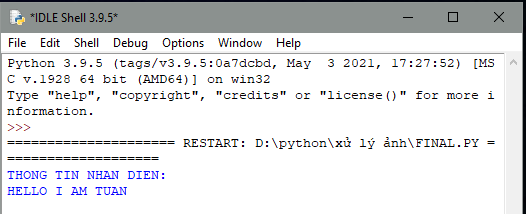 *IDLE Shell 3.9.5*
File Edit Shell Debug Options Window Help
Python 3.9.5 (tags/v3.9.5:0a7dcbd, May  3 2021, 17:27:52) [MS
C v.1928 64 bit (AMD64)] on win32
Type "help", "copyright", "credits" or "license()" for more i
nformation.
>>>
====================== RESTART: D:\python\xử lý ảnh\FINAL.PY =
====================
THONG TIN NHAN DIEN:
HELLO I AM TUAN